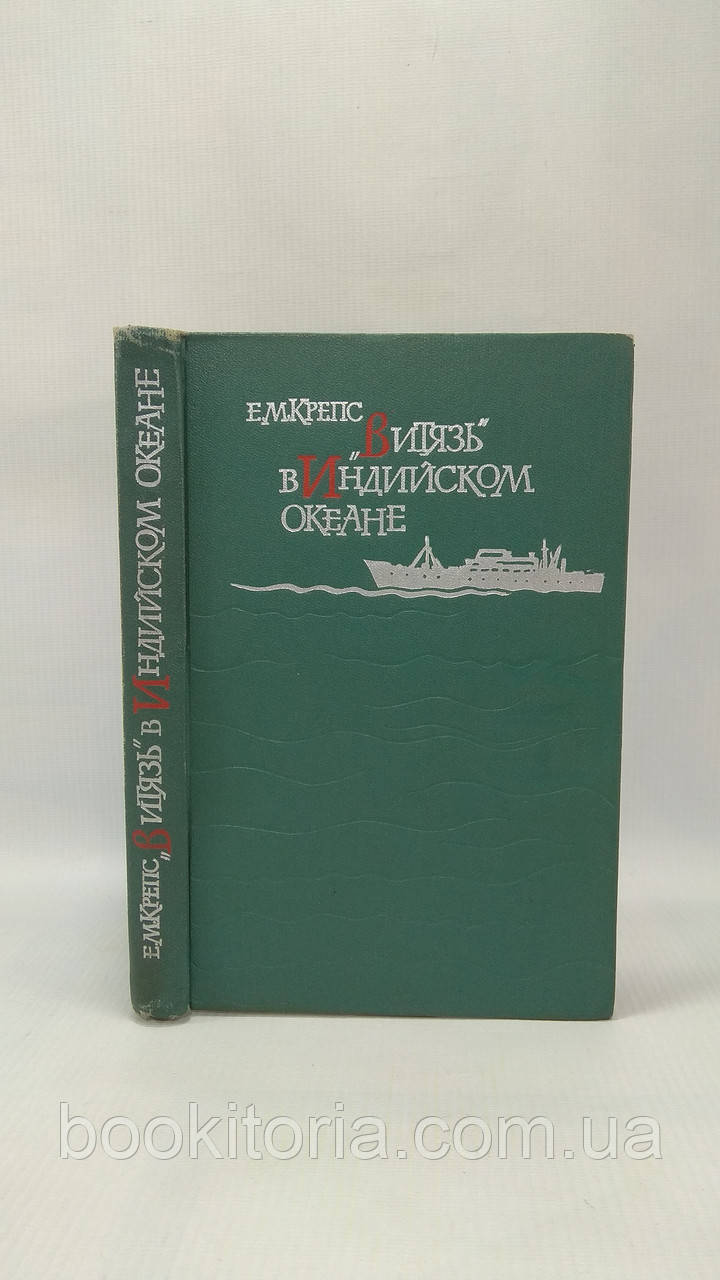 Е.М.КРЕПС
„ВИТЯЗЬ"
В ИНДИЙСКОМ
ОКЕАНЕ
Е.М.КРЕПС „ВИТЯЗЬ" В ИНДИЙСКОМ ОКЕАНЕ
bookitoria.com.ua